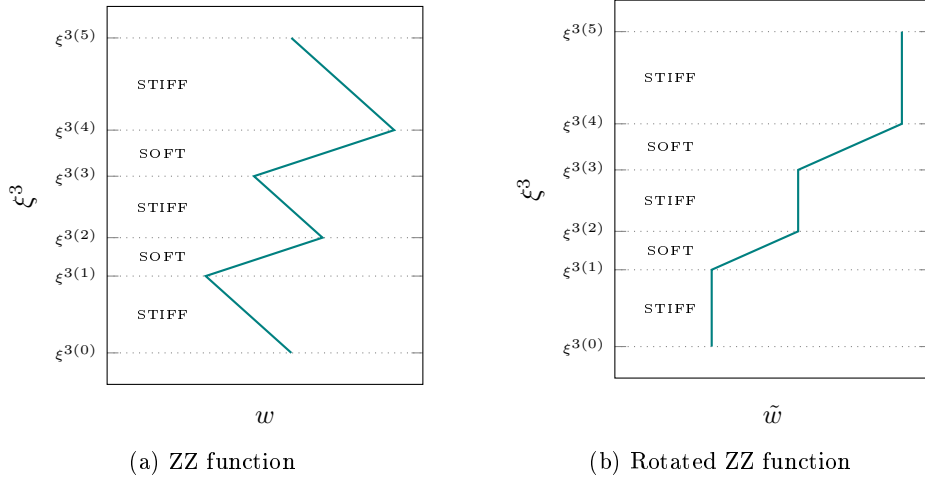 ξ³⁽⁵⁾
STIFF
ξ³⁽⁴⁾
SOFT
ξ³⁽³⁾
STIFF
ξ³⁽²⁾
SOFT
ξ³⁽¹⁾
STIFF
ξ³⁽⁰⁾
ξ³
w
(a) ZZ function
ξ³⁽⁵⁾
STIFF
ξ³⁽⁴⁾
SOFT
ξ³⁽³⁾
STIFF
ξ³⁽²⁾
SOFT
ξ³⁽¹⁾
STIFF
ξ³⁽⁰⁾
ξ³
w̃
(b) Rotated ZZ function